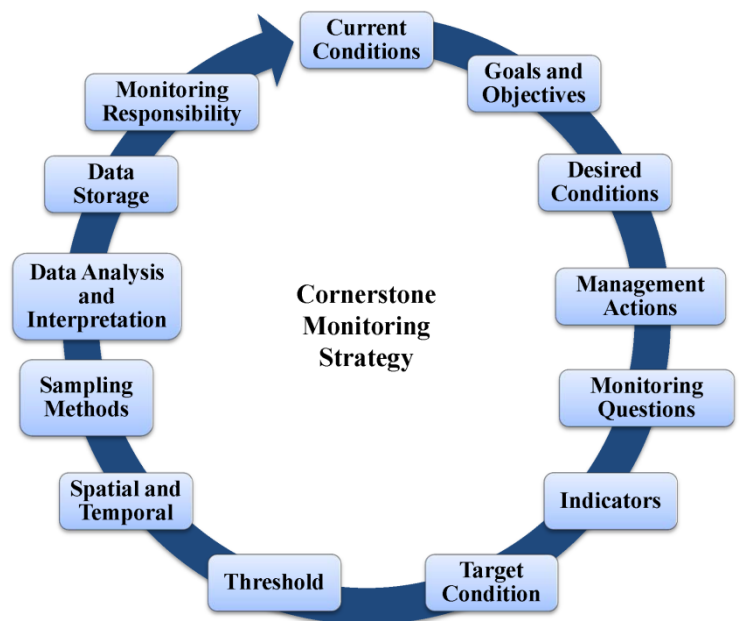 Current
Conditions
Goals and
Objectives
Desired
Conditions
Management
Actions
Monitoring
Questions
Indicators
Target
Condition
Threshold
Spatial and
Temporal
Sampling
Methods
Data Analysis
and
Interpretation
Data
Storage
Monitoring
Responsibility
Cornerstone
Monitoring
Strategy